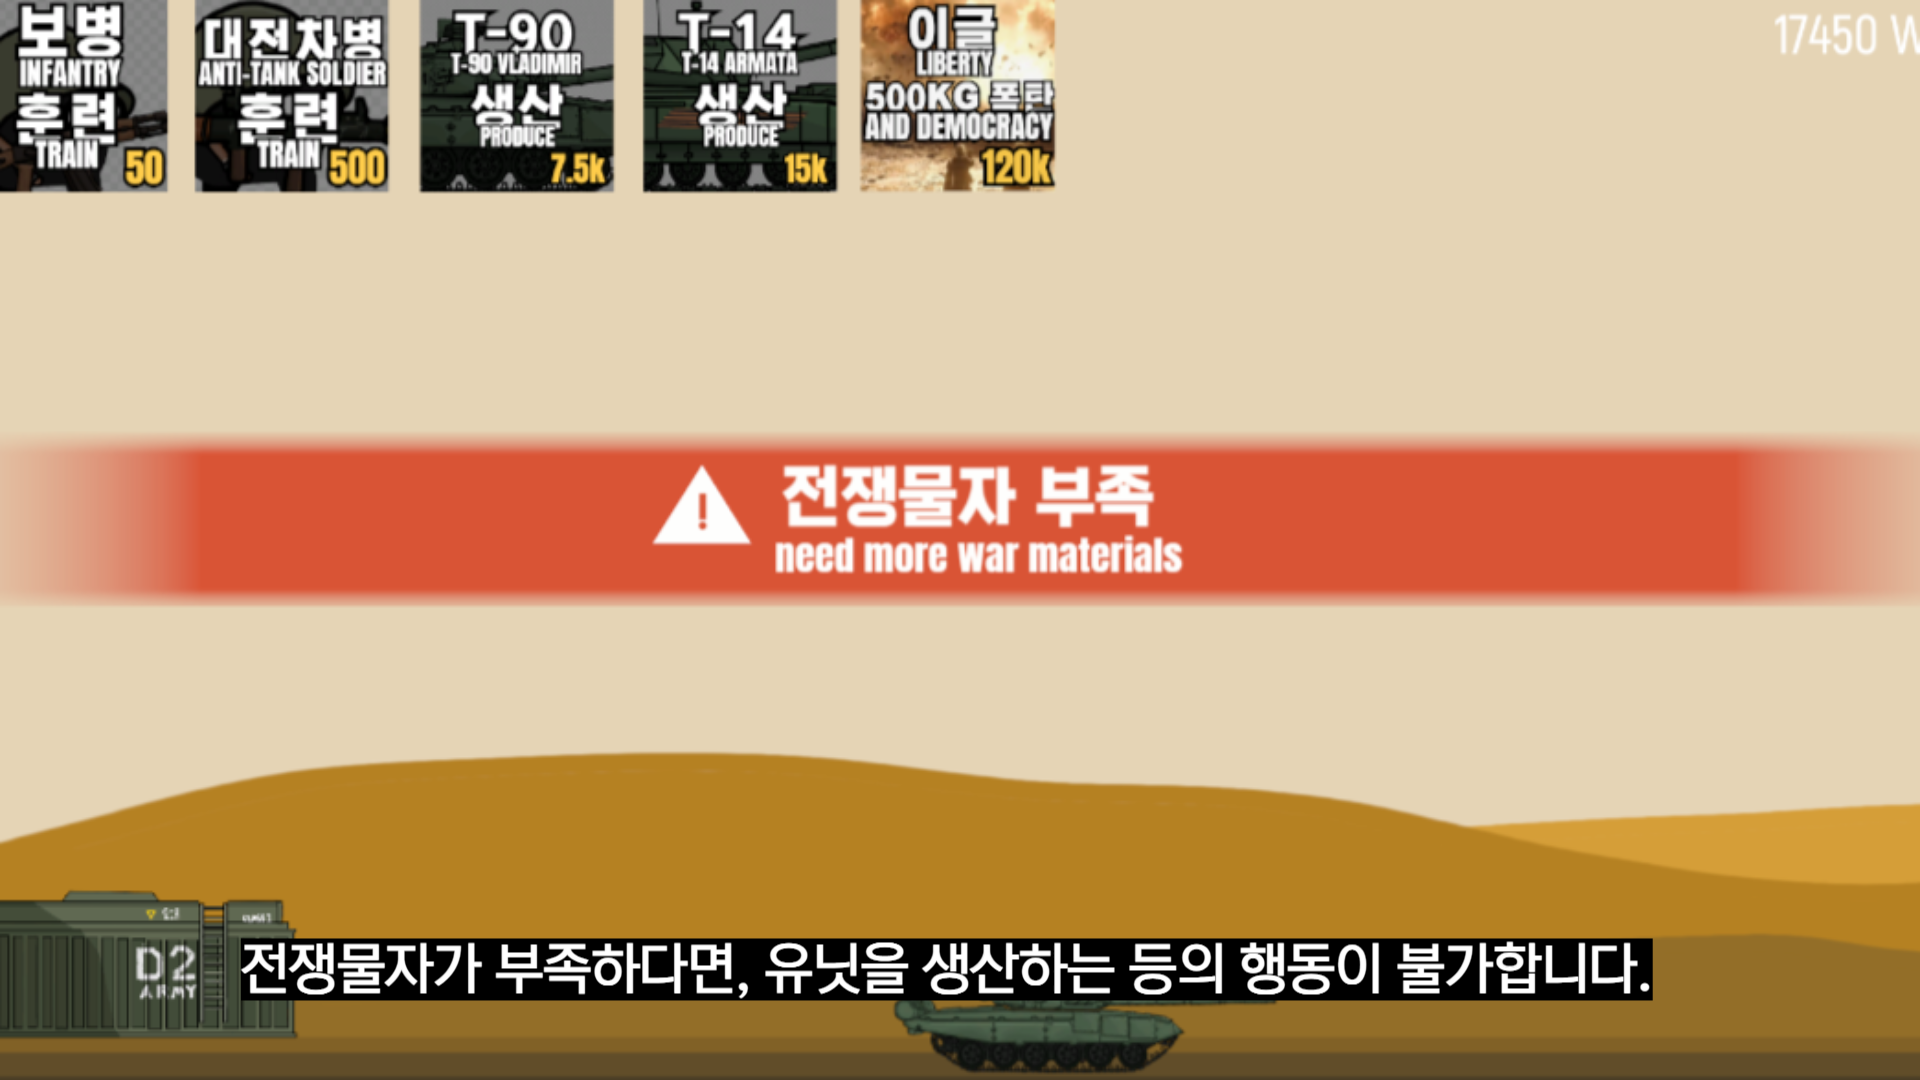 보병
INFANTRY
훈련
TRAIN
50
대전차병
ANTI-TANK SOLDIER
훈련
TRAIN
500
T-90
T-90 VLADIMIR
생산
PRODUCE
7.5k
T-14
T-14 ARMATA
생산
PRODUCE
15k
이글
LIBERTY
500KG 폭탄
AND DEMOCRACY
120k
17450 W
전쟁물자 부족
need more war materials
D2
ARMY
전쟁물자가 부족하다면, 유닛을 생산하는 등의 행동이 불가합니다.